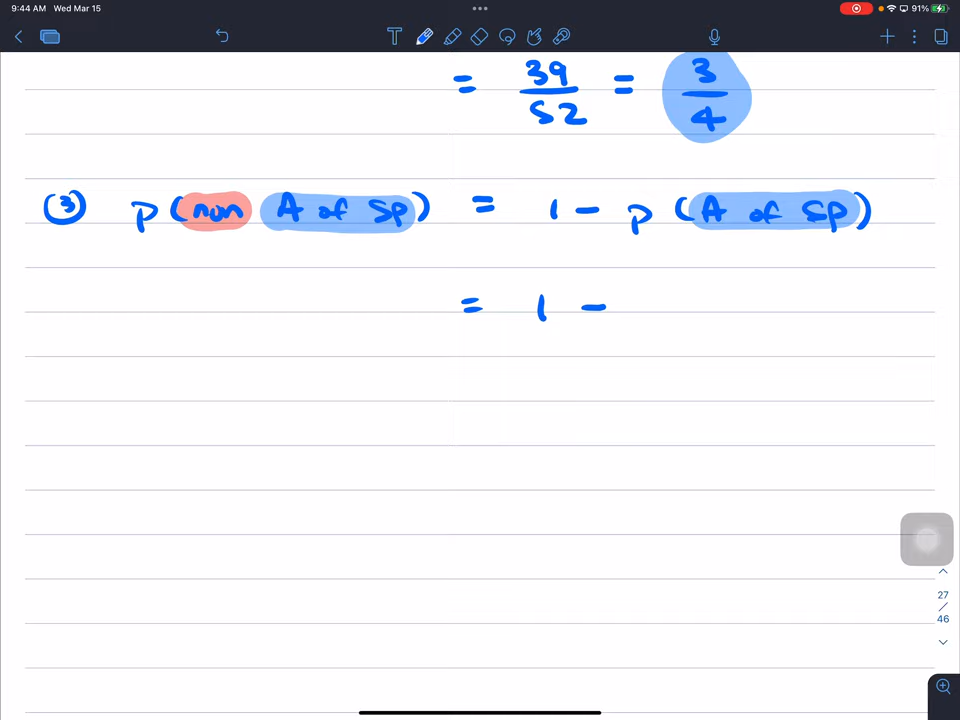 9:44 AM Wed Mar 15
91%
T
= 39/52 = 3/4
(3) P (non A of Sp) = 1 - P (A of Sp)
= 1 -
27
/
46